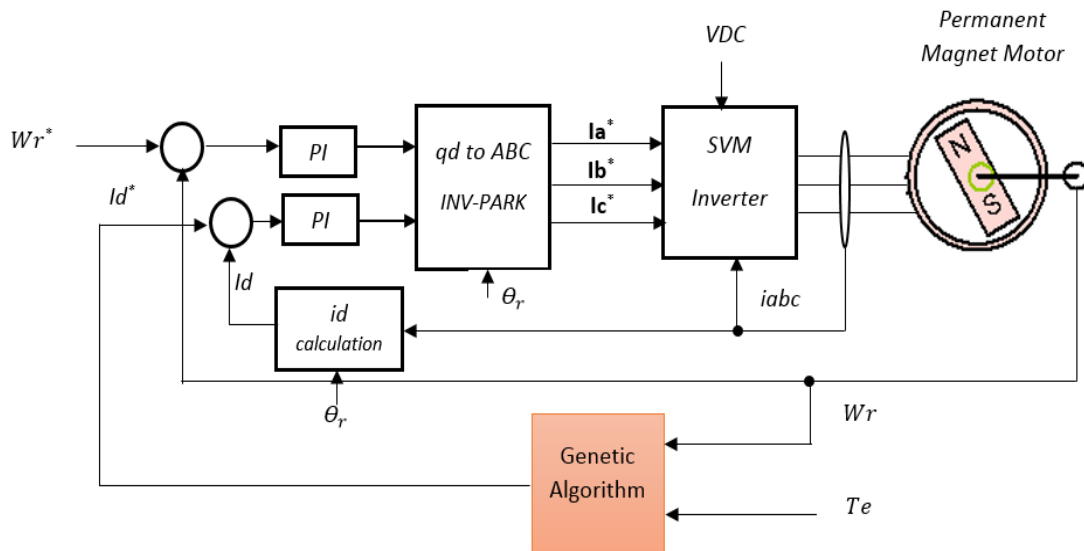 Permanent
Magnet Motor
VDC
Wr*
PI
qd to ABC
INV-PARK
Ia*
Ib*
Ic*
SVM
Inverter
N
S
Id*
PI
Id
θr
iabc
id
calculation
θr
Wr
Genetic
Algorithm
Te